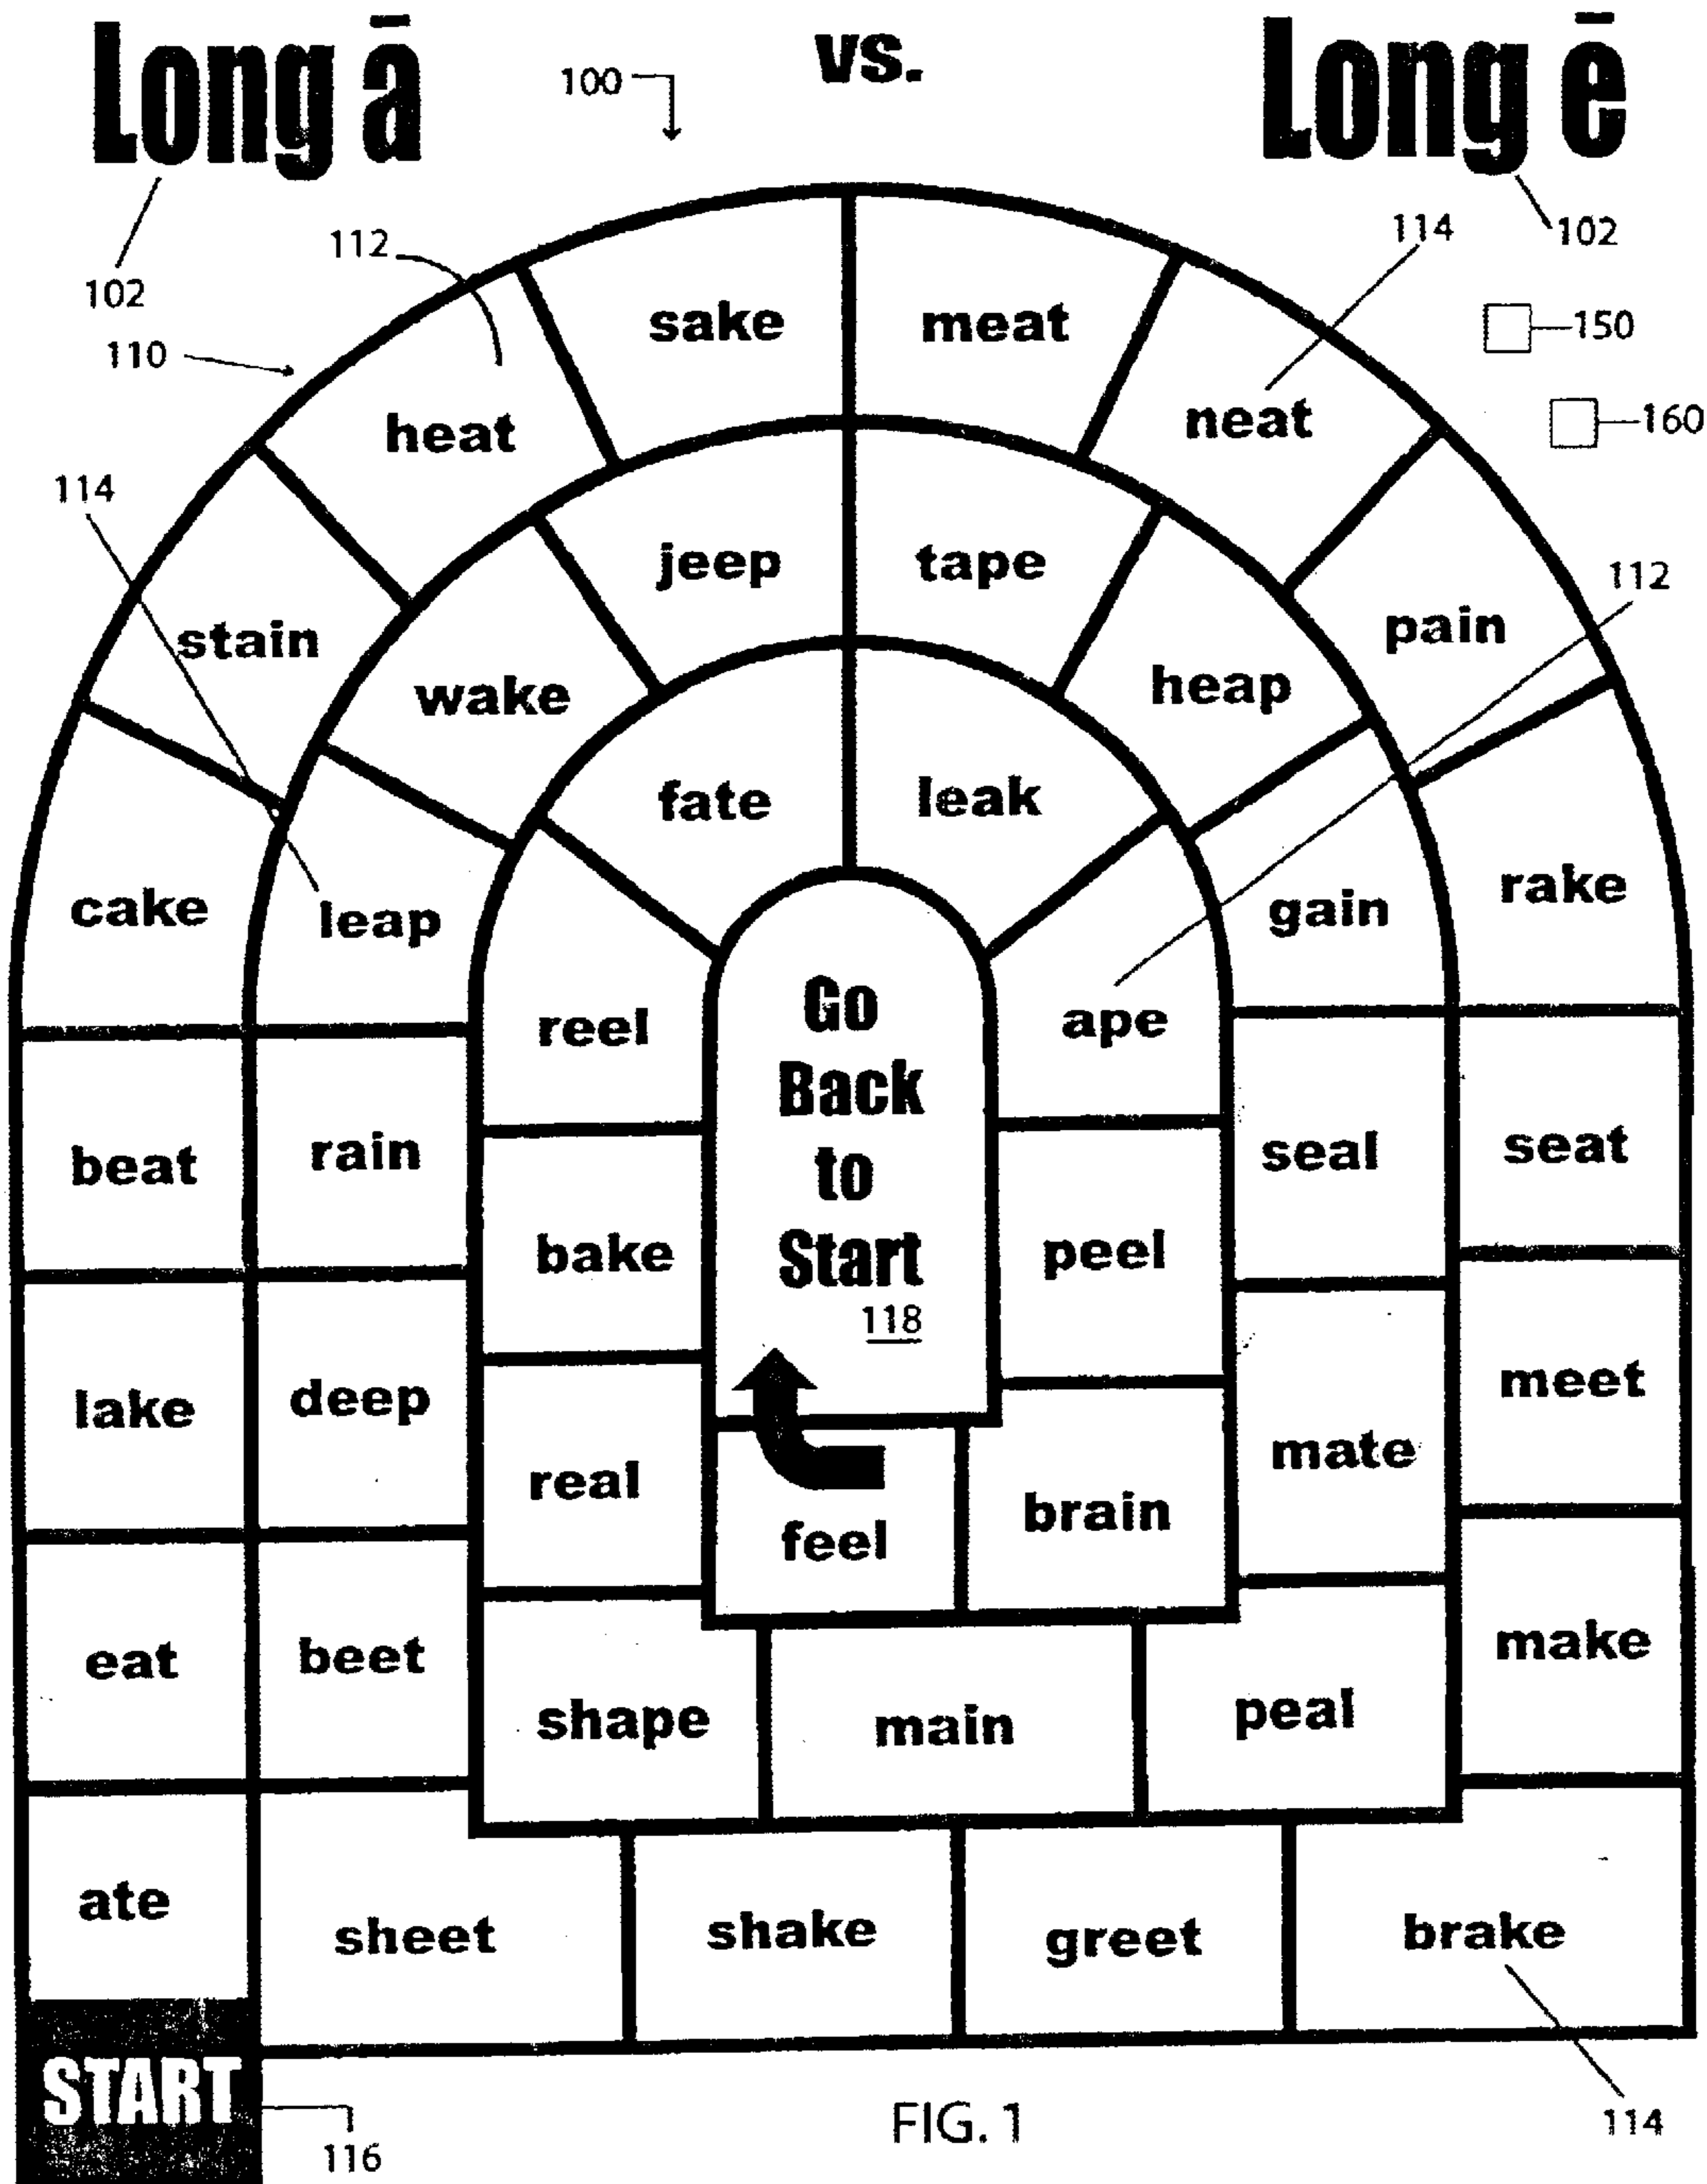 Long ā vs. Long ē
100
102
102
112
114
110
150
160
114
112
sake meat
heat neat
jeep tape
stain pain
wake heap
fate leak
cake leap gain rake
reel ape
Go
Back
to
Start
118
beat rain seal seat
bake peel
lake deep mate meet
real brain
feel
eat beet make
shape main peal
ate
sheet shake greet brake
START
116
FIG. 1
114